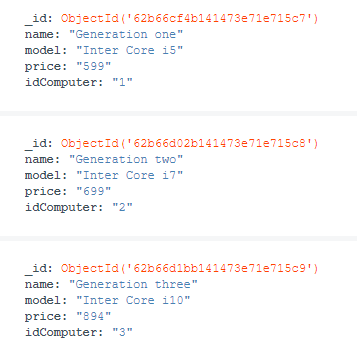 _id: ObjectId('62b66cf4b141473e71e715c7')
name: "Generation one"
model: "Inter Core i5"
price: "599"
idComputer: "1"
_id: ObjectId('62b66d02b141473e71e715c8')
name: "Generation two"
model: "Inter Core i7"
price: "699"
idComputer: "2"
_id: ObjectId('62b66d1bb141473e71e715c9')
name: "Generation three"
model: "Inter Core i10"
price: "894"
idComputer: "3"